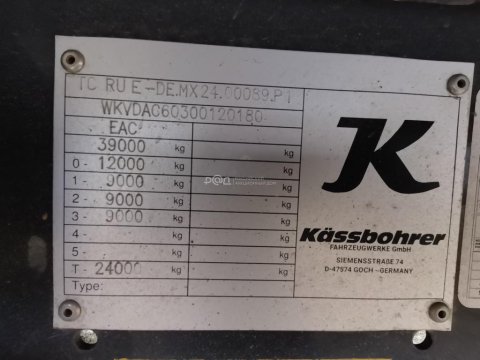 TC RU E-DE.MX24.00089.P1
WKVDAC60300120180
EAC
39000 kg kg
0- 12000 kg kg
1- 9000 kg kg
2- 9000 kg kg
3- 9000 kg kg
4- kg kg
5- kg kg
T- 24000 kg kg
Type:
K
Kässbohrer
FAHRZEUGWERKE GmbH
SIEMENSSTRAßE 74
D-47574 GOCH - GERMANY